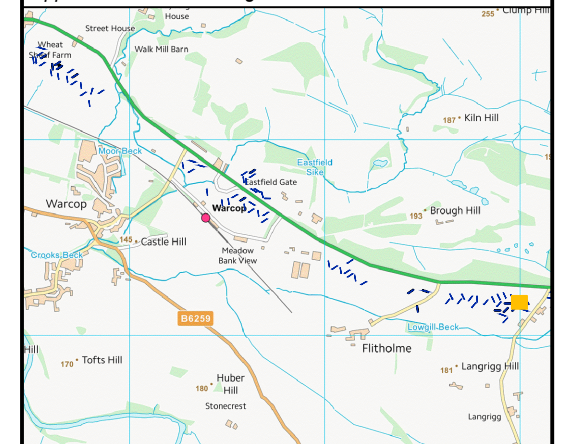 House
255
Clump Hill
Street House
Wheat
Sheaf Farm
Walk Mill Barn
187
Kiln Hill
Moor Beck
Eastfield
Sike
Eastfield Gate
Warcop
Warcop
193
Brough Hill
145
Castle Hill
Crooks Beck
Meadow
Bank View
B6259
Lowgill Beck
Flitholme
Hill
170
Tofts Hill
181
Langrigg Hill
Huber
180
Hill
Stonecrest
Langrigg